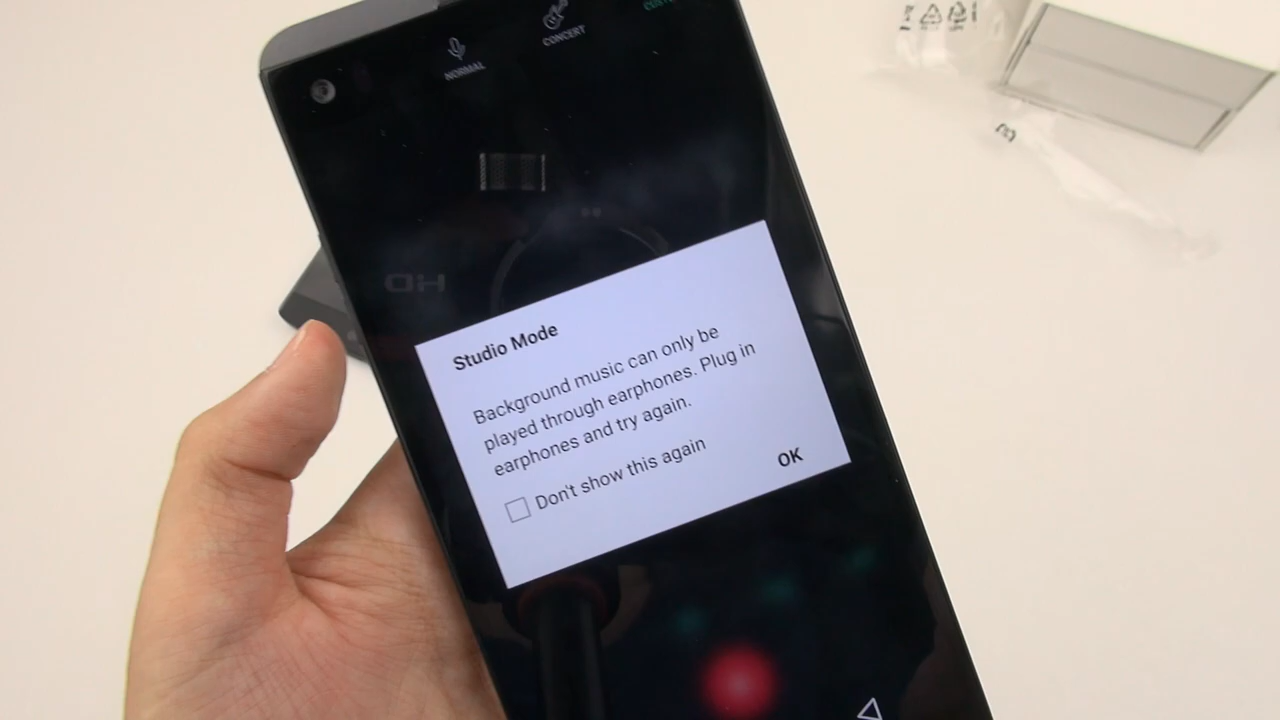 CONCERT
NORMAL
Studio Mode
Background music can only be
played through earphones. Plug in
earphones and try again.
Don't show this again
OK